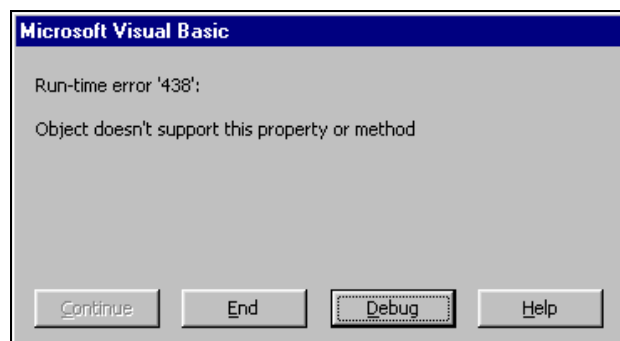 Microsoft Visual Basic
Run-time error '438':
Object doesn't support this property or method
Continue End Debug Help